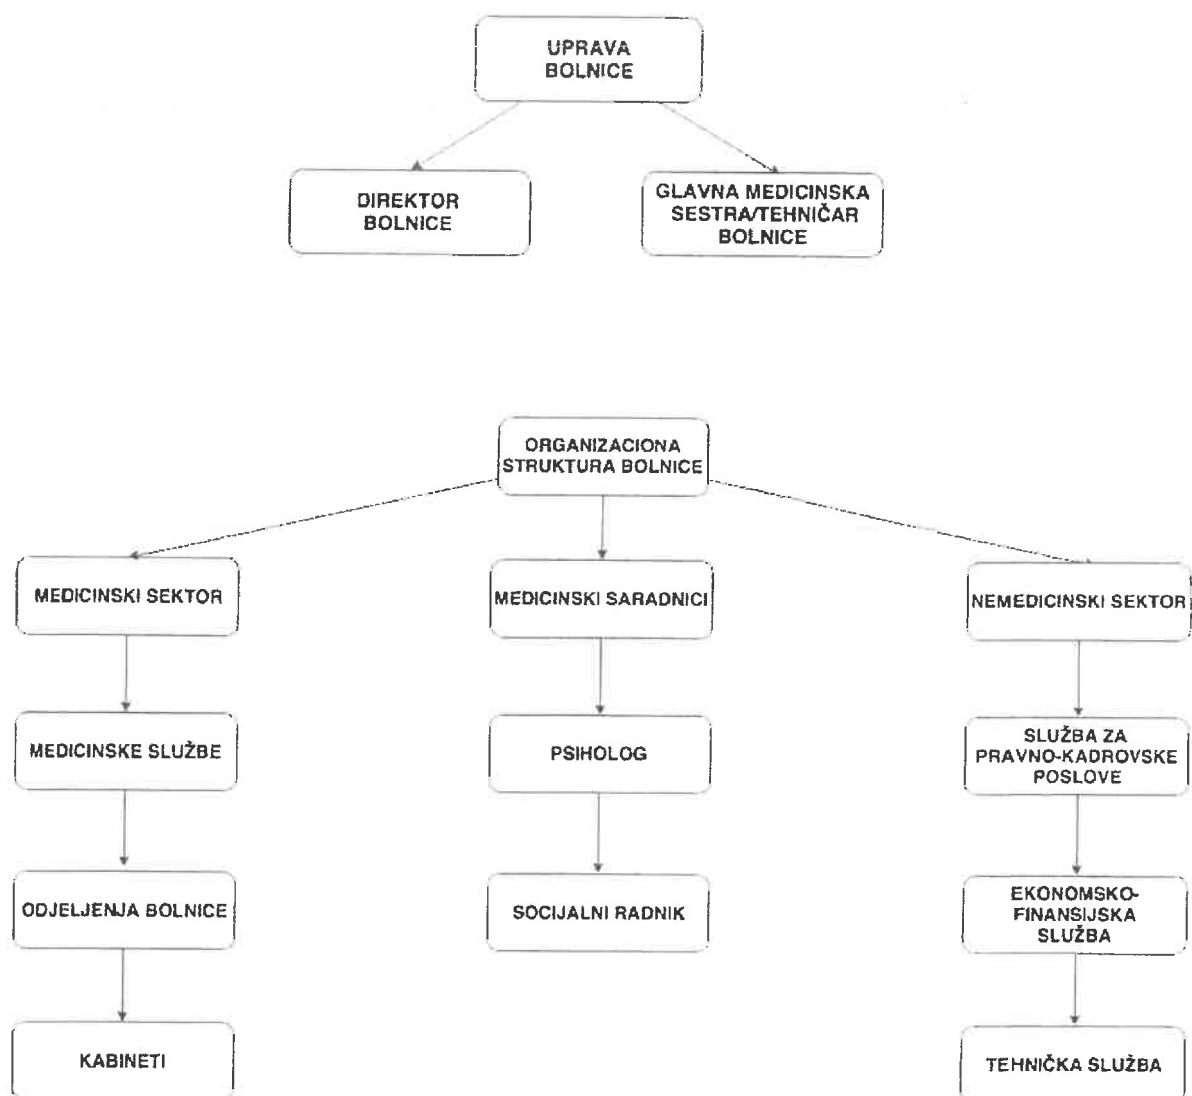 UPRAVA
BOLNICE
DIREKTOR
BOLNICE
GLAVNA MEDICINSKA
SESTRA/TEHNIČAR
BOLNICE
ORGANIZACIONA
STRUKTURA BOLNICE
MEDICINSKI SEKTOR
MEDICINSKI SARADNICI
NEMEDICINSKI SEKTOR
MEDICINSKE SLUŽBE
PSIHOLOG
SLUŽBA ZA
PRAVNO-KADROVSKE
POSLOVE
ODJELJENJA BOLNICE
SOCIJALNI RADNIK
EKONOMSKO-
FINANSIJSKA
SLUŽBA
KABINETI
TEHNIČKA SLUŽBA